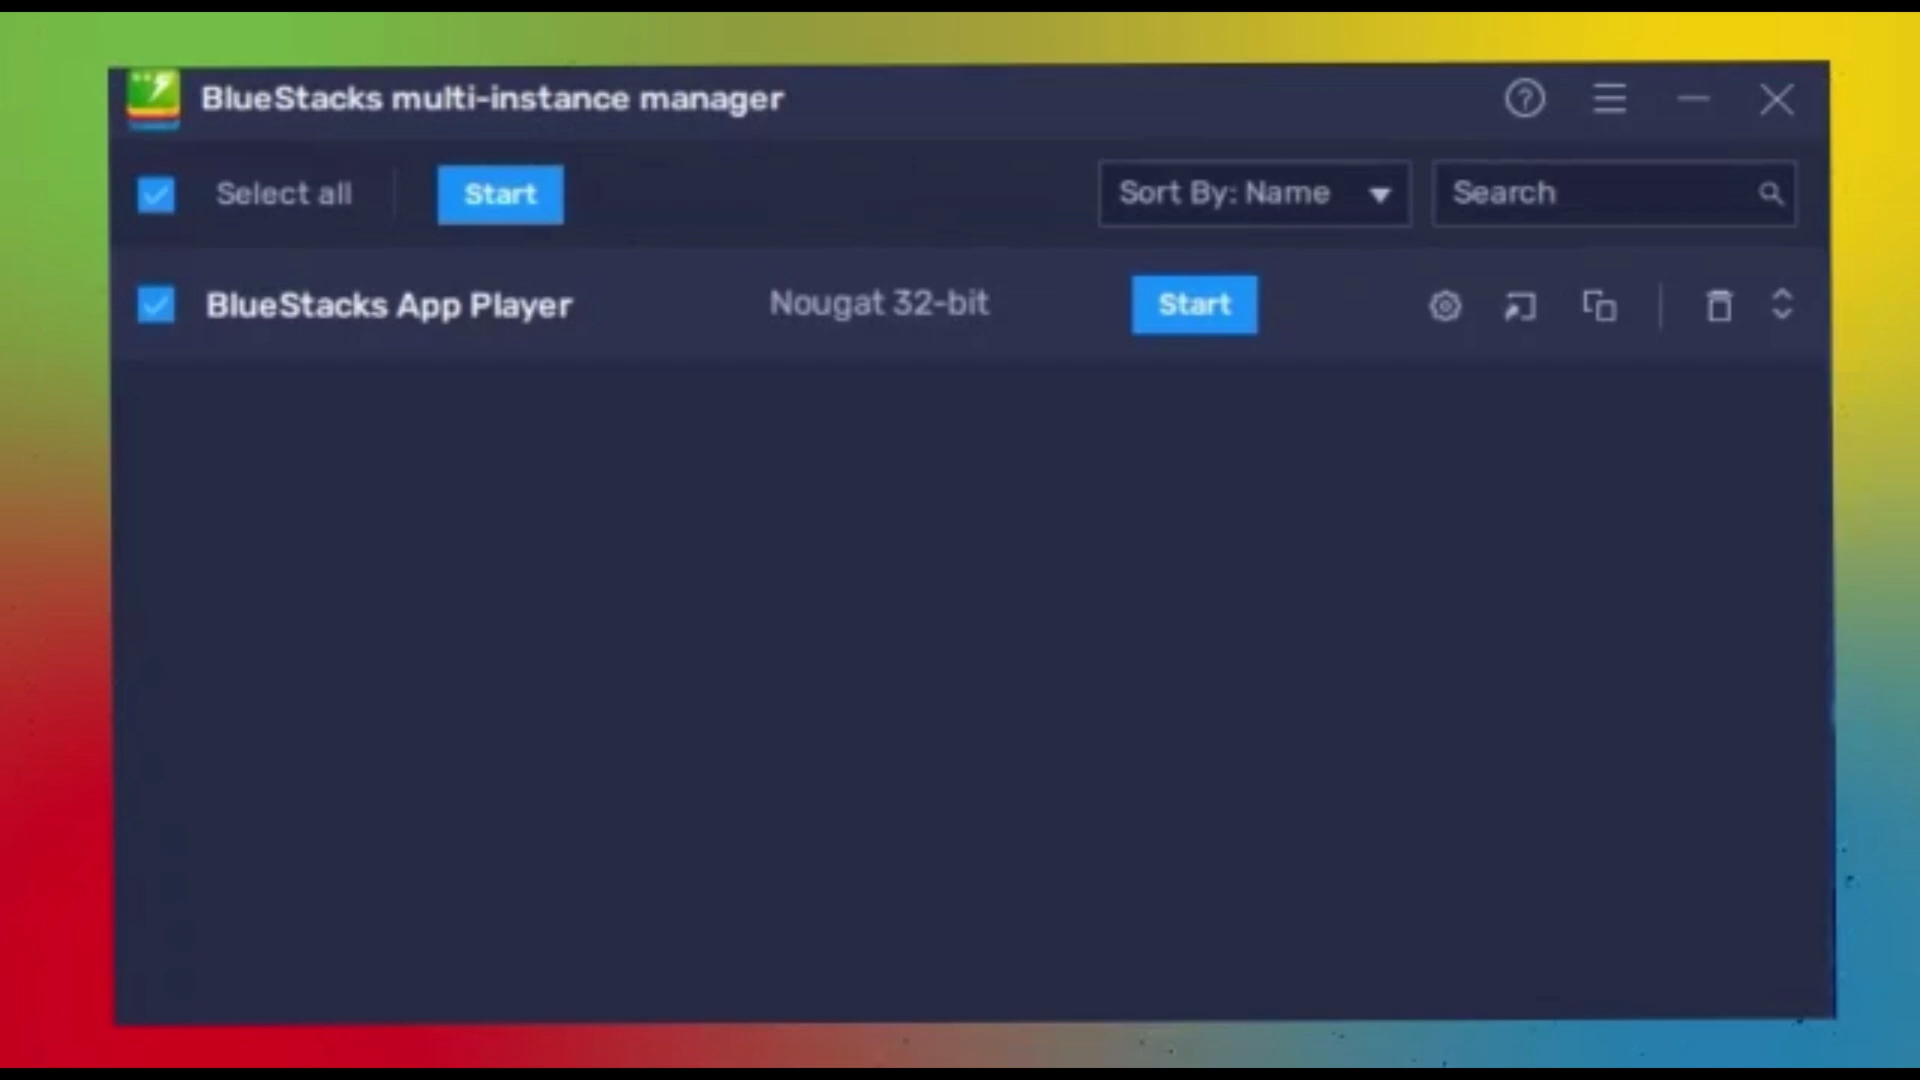 BlueStacks multi-instance manager
Select all
Start
Sort By: Name
Search
BlueStacks App Player
Nougat 32-bit
Start